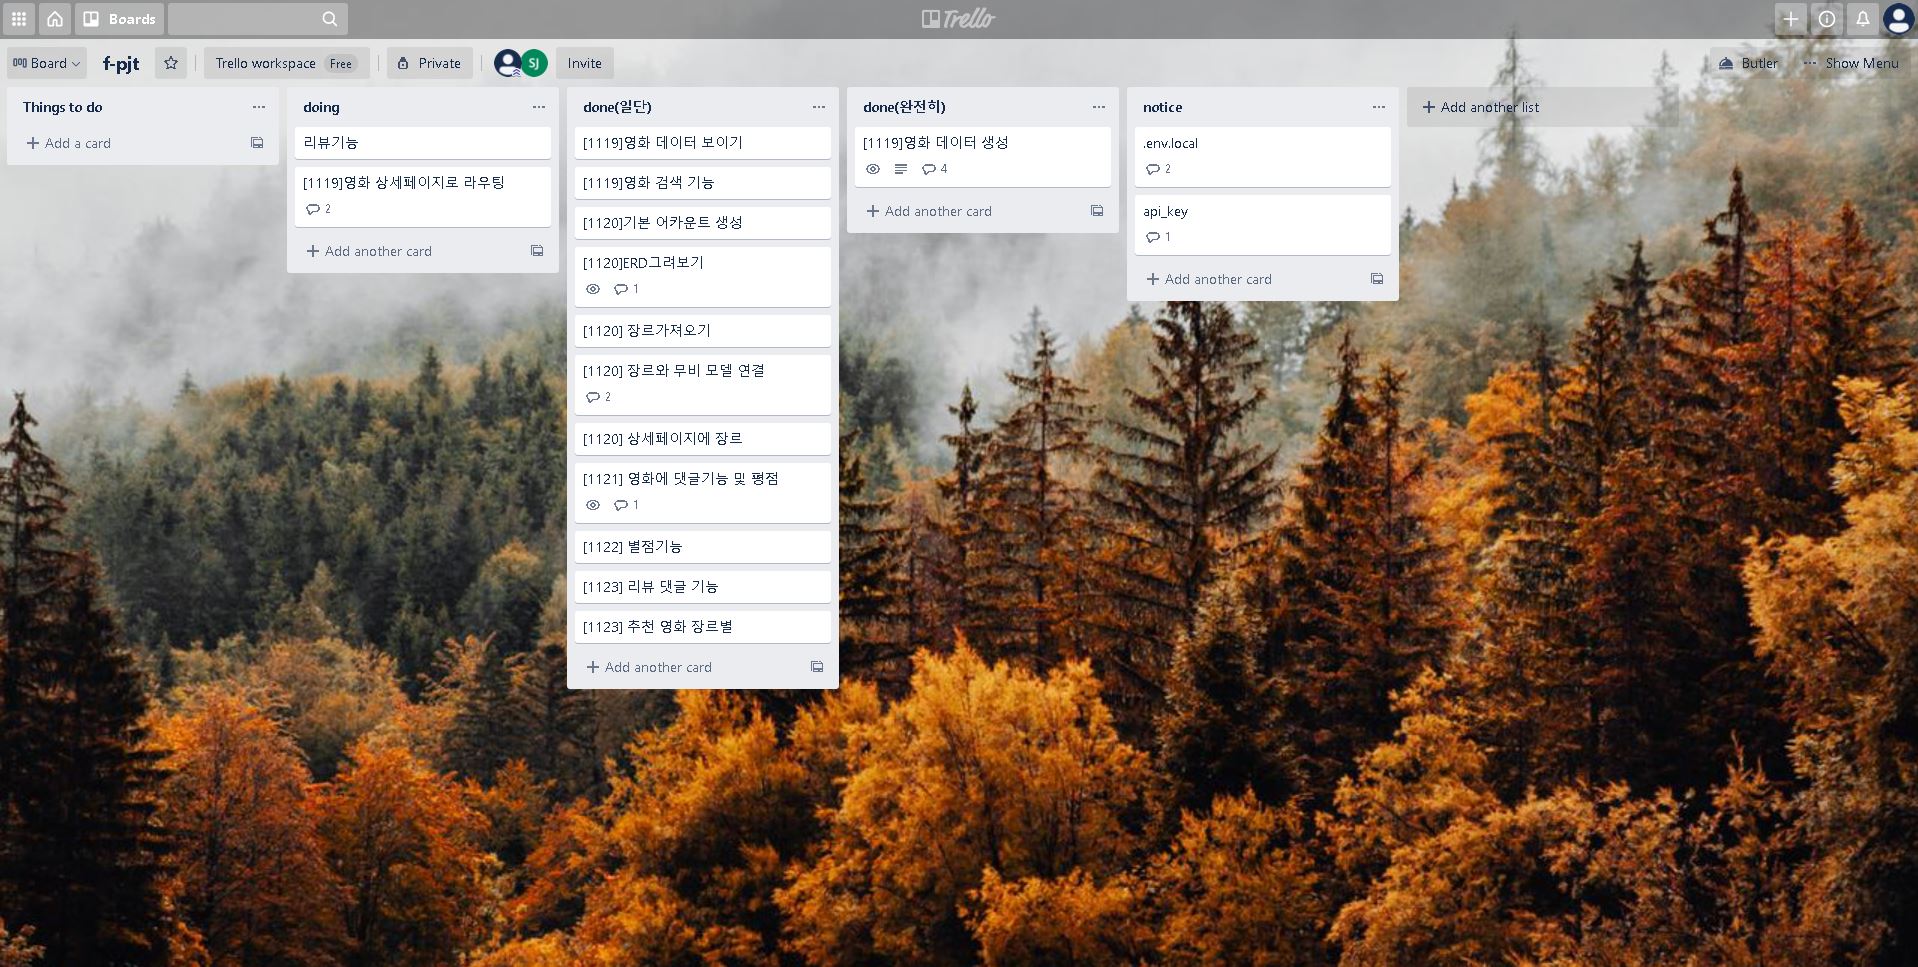 Boards
Trello
Board
f-pjt
Trello workspace Free
Private
SJ
Invite
Butler
Show Menu
Things to do
Add a card
doing
리뷰기능
[1119]영화 상세페이지로 라우팅
2
Add another card
done(일단)
[1119]영화 데이터 보이기
[1119]영화 검색 기능
[1120]기본 어카운트 생성
[1120]ERD그려보기
1
[1120] 장르가져오기
[1120] 장르와 무비 모델 연결
2
[1120] 상세페이지에 장르
[1121] 영화에 댓글기능 및 평점
1
[1122] 별점기능
[1123] 리뷰 댓글 기능
[1123] 추천 영화 장르별
Add another card
done(완전히)
[1119]영화 데이터 생성
4
Add another card
notice
.env.local
2
api_key
1
Add another card
Add another list